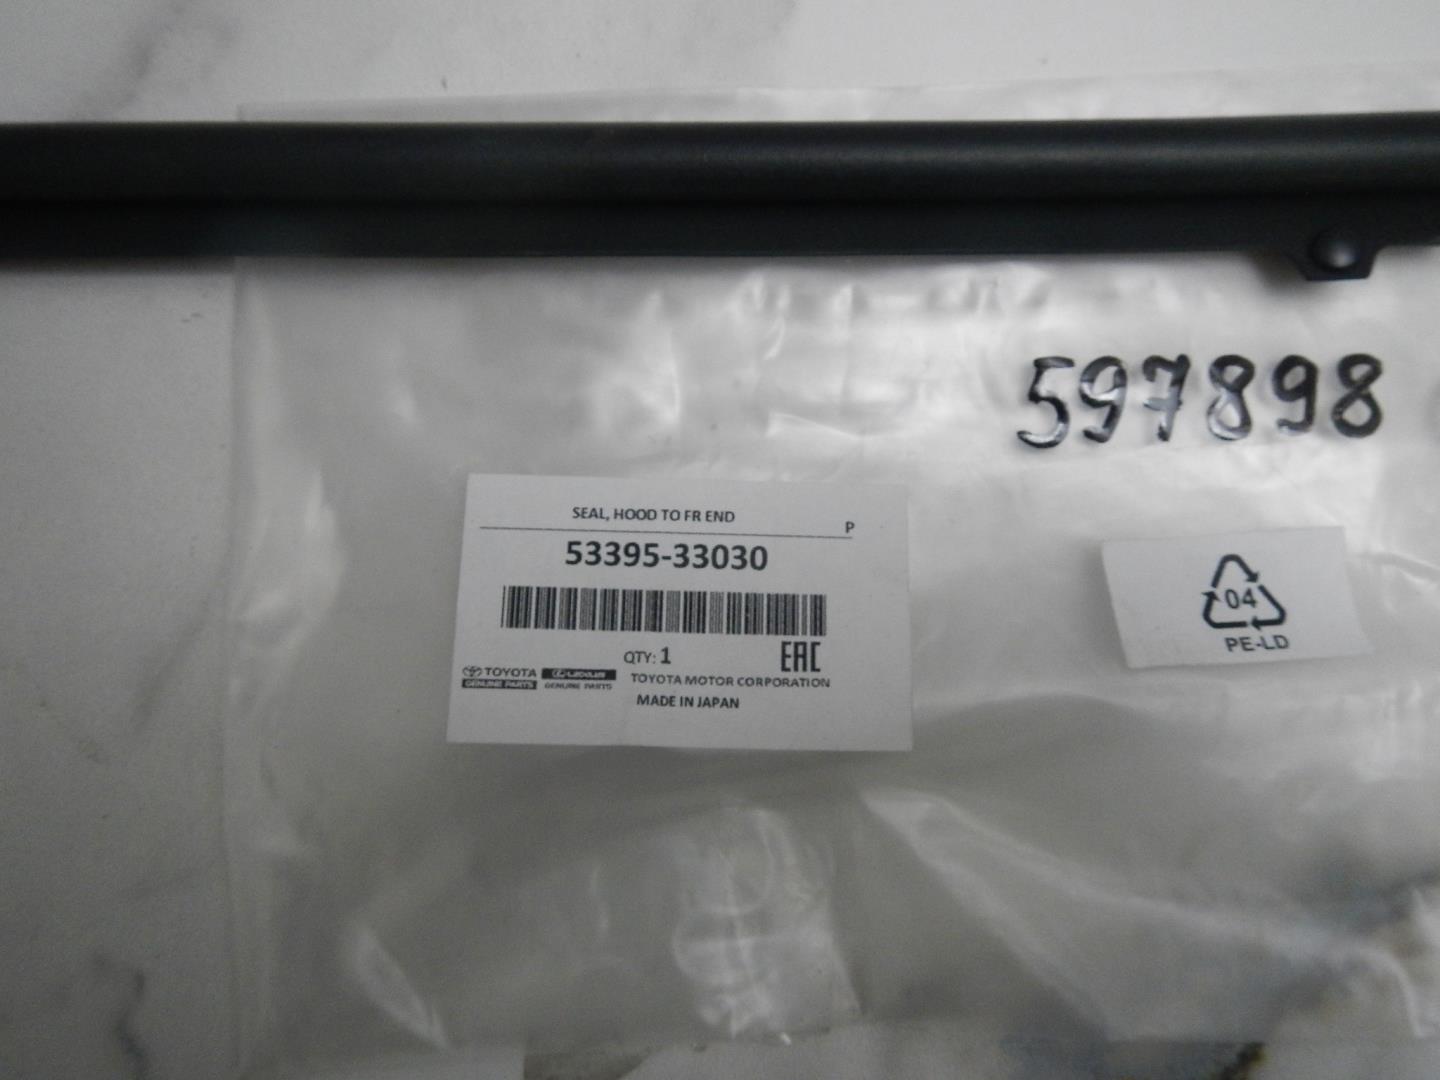 597898
SEAL, HOOD TO FR END
P
53395-33030
QTY: 1
EAC
TOYOTA
GENUINE PARTS
LEXUS
GENUINE PARTS
TOYOTA MOTOR CORPORATION
MADE IN JAPAN
04
PE-LD